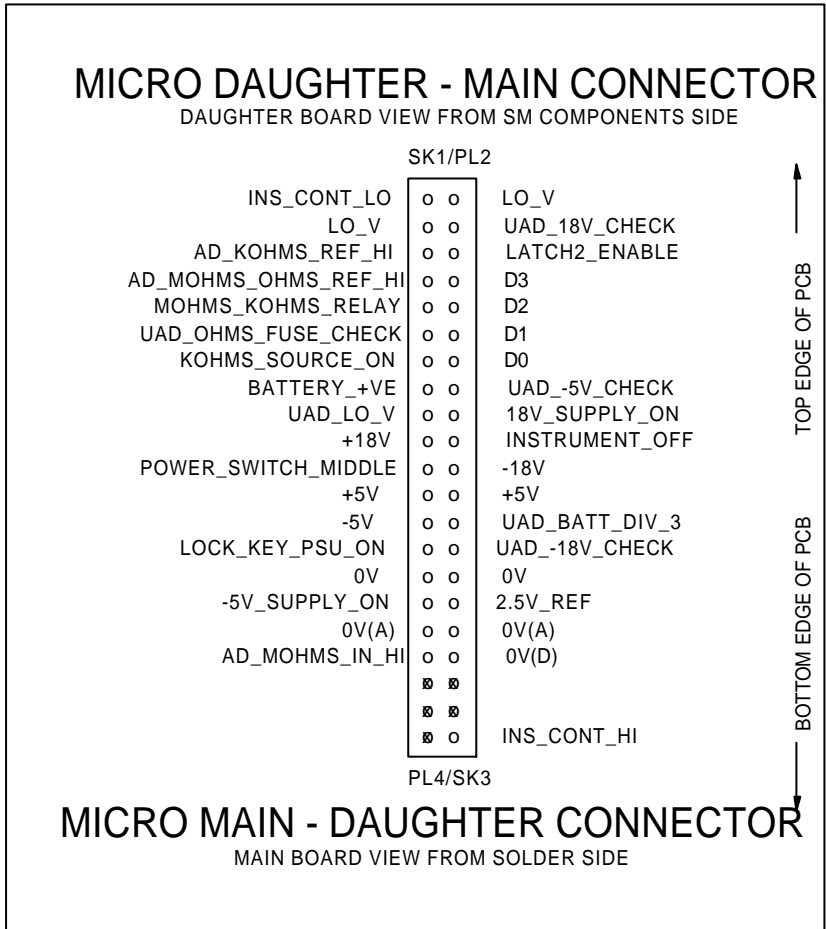 MICRO DAUGHTER - MAIN CONNECTOR
DAUGHTER BOARD VIEW FROM SM COMPONENTS SIDE
SK1/PL2
INS_CONT_LO o o LO_V
LO_V o o UAD_18V_CHECK
AD_KOHMS_REF_HI o o LATCH2_ENABLE
AD_MOHMS_OHMS_REF_HI o o D3
MOHMS_KOHMS_RELAY o o D2
UAD_OHMS_FUSE_CHECK o o D1
KOHMS_SOURCE_ON o o D0
BATTERY_+VE o o UAD_-5V_CHECK
UAD_LO_V o o 18V_SUPPLY_ON
+18V o o INSTRUMENT_OFF
POWER_SWITCH_MIDDLE o o -18V
+5V o o +5V
-5V o o UAD_BATT_DIV_3
LOCK_KEY_PSU_ON o o UAD_-18V_CHECK
0V o o 0V
-5V_SUPPLY_ON o o 2.5V_REF
0V(A) o o 0V(A)
AD_MOHMS_IN_HI o o 0V(D)
o INS_CONT_HI
TOP EDGE OF PCB
BOTTOM EDGE OF PCB
PL4/SK3
MICRO MAIN - DAUGHTER CONNECTOR
MAIN BOARD VIEW FROM SOLDER SIDE